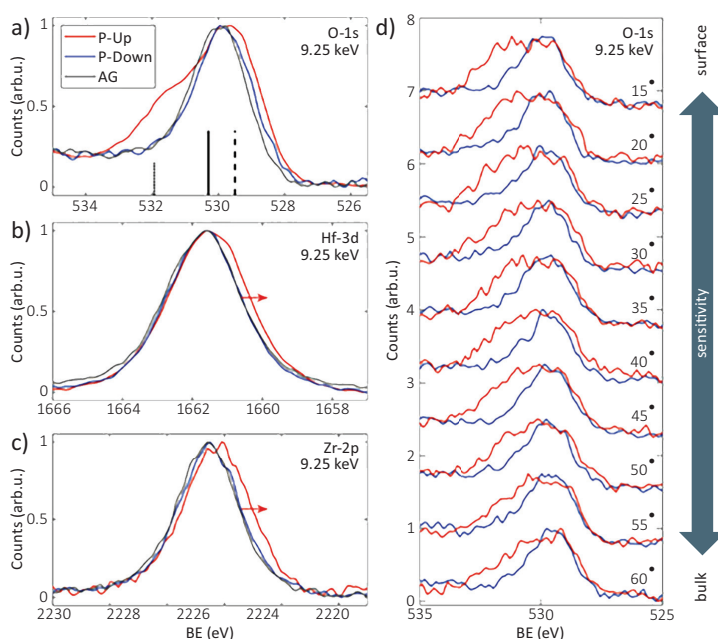 a)
O-1s
9.25 keV
P-Up
P-Down
AG
Counts (arb.u.)
1
0.5
0
534
532
530
528
526
b)
Hf-3d
9.25 keV
Counts (arb.u.)
1
0.5
0
1666
1664
1662
1660
1658
c)
Zr-2p
9.25 keV
Counts (arb.u.)
1
0.5
0
2230
2228
2225
2224
2220
BE (eV)
d)
O-1s
9.25 keV
Counts (arb.u.)
8
7
6
5
4
3
2
1
0
15°
20°
25°
30°
35°
40°
45°
50°
55°
60°
535
530
525
BE (eV)
surface
sensitivity
bulk